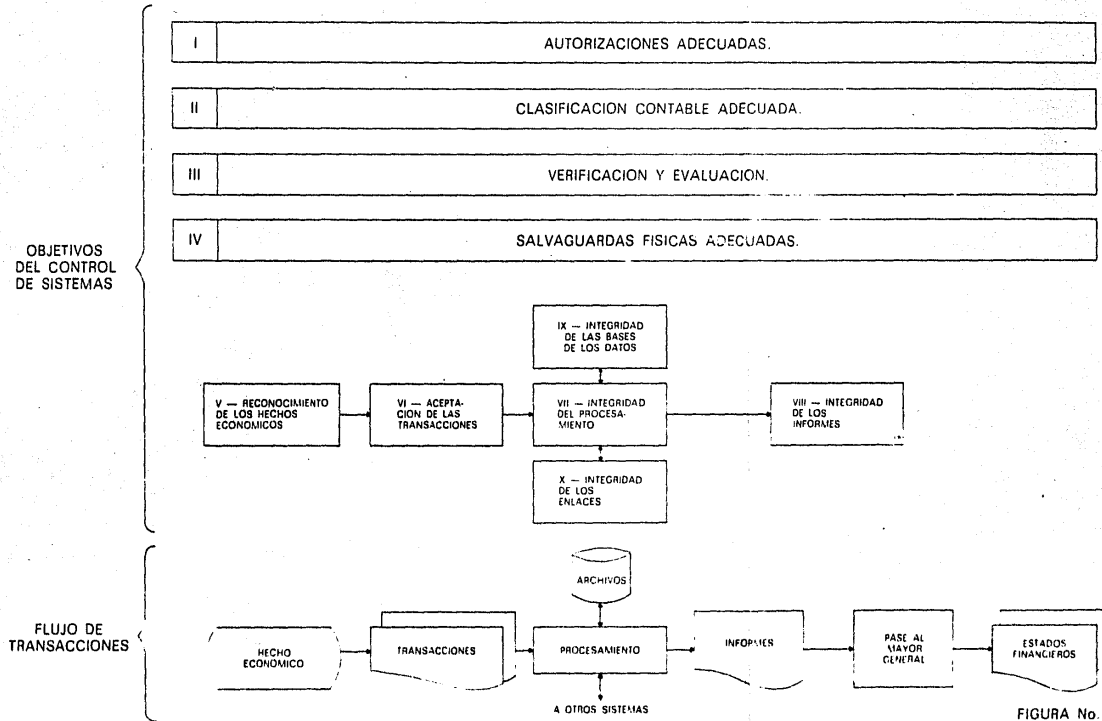 I AUTORIZACIONES ADECUADAS.
II CLASIFICACION CONTABLE ADECUADA.
III VERIFICACION Y EVALUACION.
IV SALVAGUARDAS FISICAS ADECUADAS.
OBJETIVOS
DEL CONTROL
DE SISTEMAS
IX — INTEGRIDAD
DE LAS BASES
DE LOS DATOS
V — RECONOCIMIENTO
DE LOS HECHOS
ECONOMICOS
VI — ACEPTA-
CION DE LAS
TRANSACCIONES
VII — INTEGRIDAD
DEL PROCESA-
MIENTO
VIII — INTEGRIDAD
DE LOS
INFORMES
X — INTEGRIDAD
DE LOS
ENLACES
FLUJO DE
TRANSACCIONES
ARCHIVOS
HECHO
ECONOMICO
TRANSACCIONES
PROCESAMIENTO
INFORMES
PASE AL
MAYOR
GENERAL
ESTADOS
FINANCIEROS
A OTROS SISTEMAS
FIGURA No.